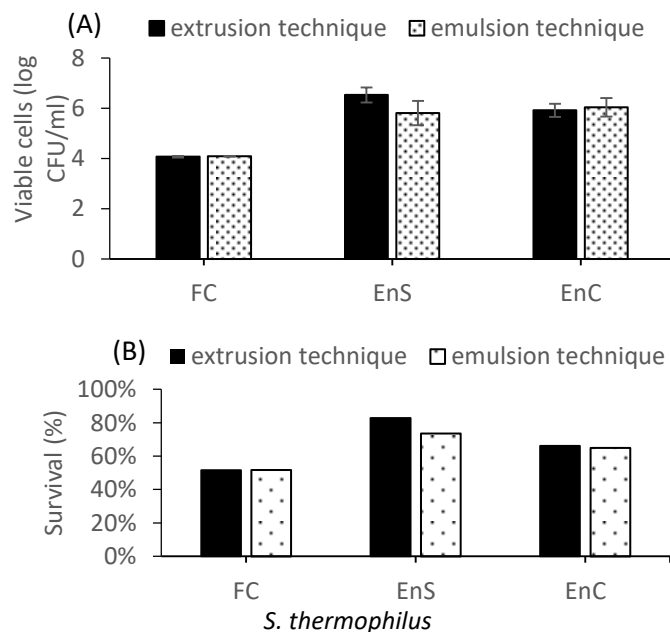 (A)
extrusion technique emulsion technique
Viable cells (log
CFU/ml)
8
6
4
2
0
FC EnS EnC
(B)
extrusion technique emulsion technique
Survival (%)
100%
80%
60%
40%
20%
0%
FC EnS EnC
S. thermophilus